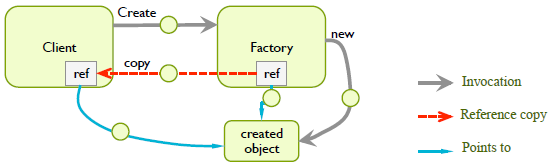 Create
new
Client
Factory
copy
ref
ref
created
object
Invocation
Reference copy
Points to